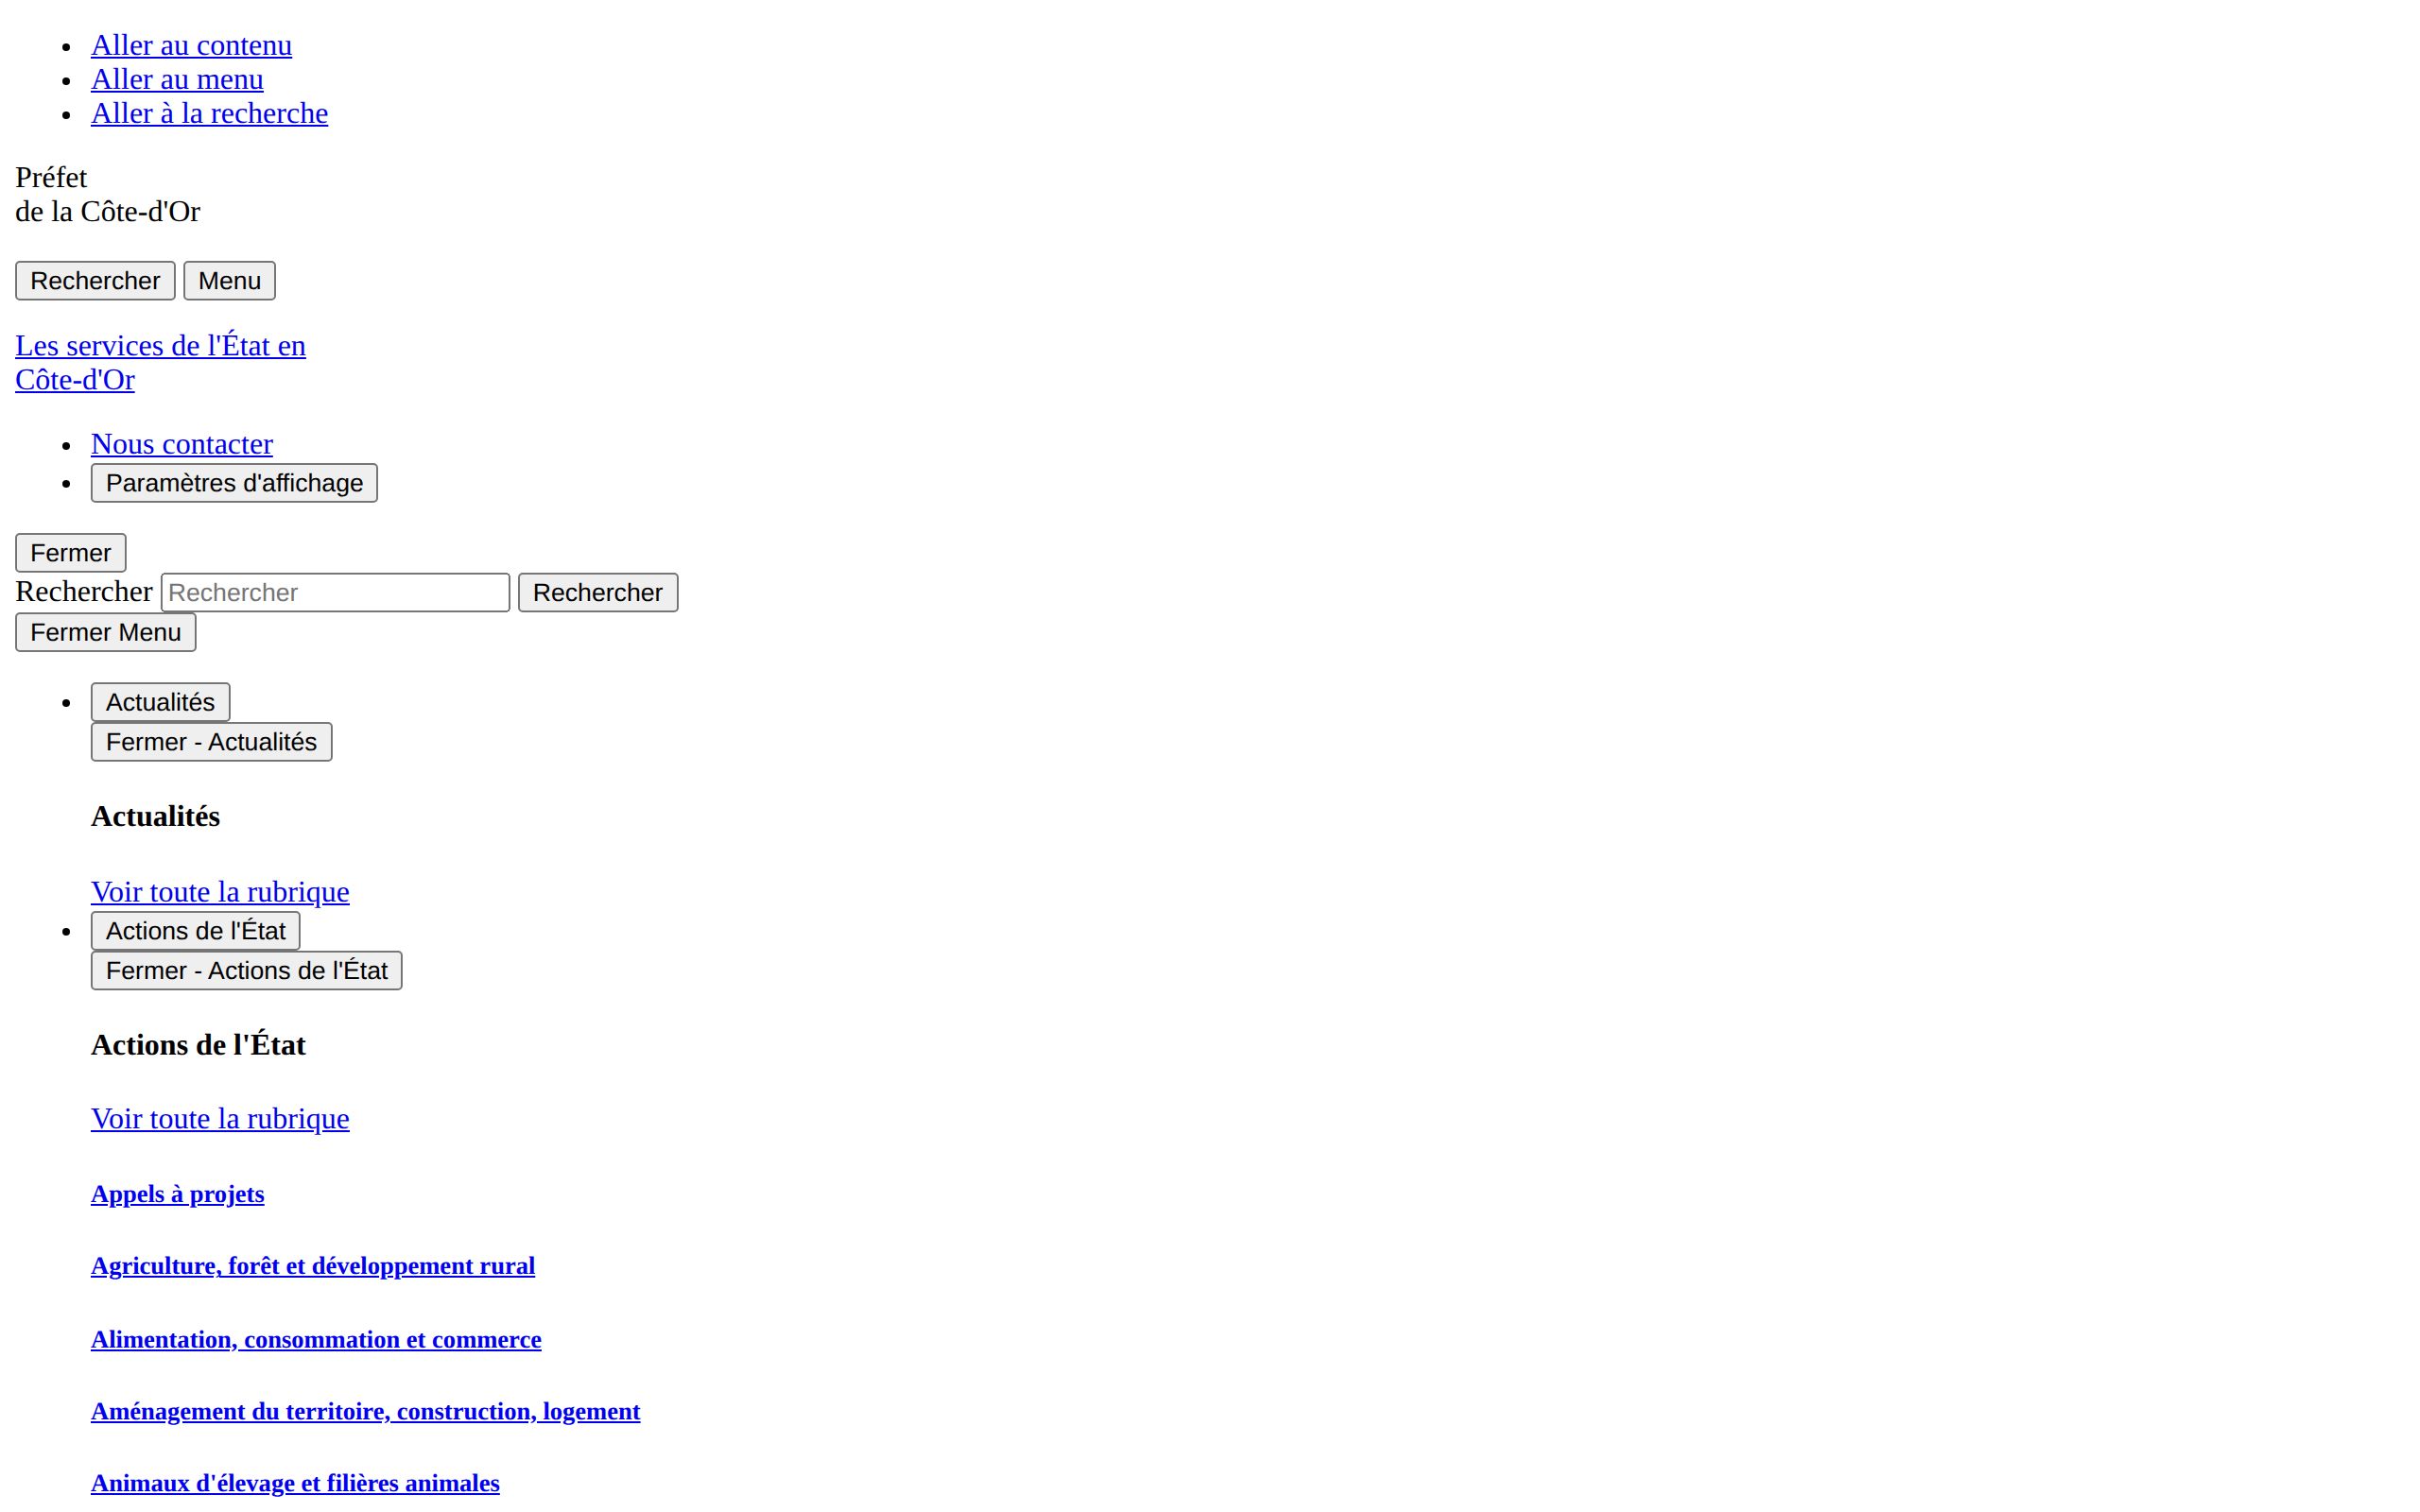 Aller au contenu
Aller au menu
Aller à la recherche
Préfet
de la Côte-d'Or
Rechercher Menu
Les services de l'État en
Côte-d'Or
Nous contacter
Paramètres d'affichage
Fermer
Rechercher Rechercher Rechercher
Fermer Menu
Actualités
Fermer - Actualités
Actualités
Voir toute la rubrique
Actions de l'État
Fermer - Actions de l'État
Actions de l'État
Voir toute la rubrique
Appels à projets
Agriculture, forêt et développement rural
Alimentation, consommation et commerce
Aménagement du territoire, construction, logement
Animaux d'élevage et filières animales